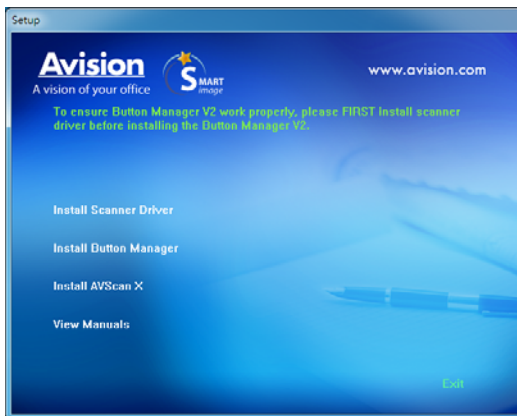 Setup
Avision
A vision of your office
SMART
image
www.avision.com
To ensure Button Manager V2 work properly, please FIRST Install scanner
driver before installing the Button Manager V2.
Install Scanner Driver
Install Button Manager
Install AVScan X
View Manuals
Exit